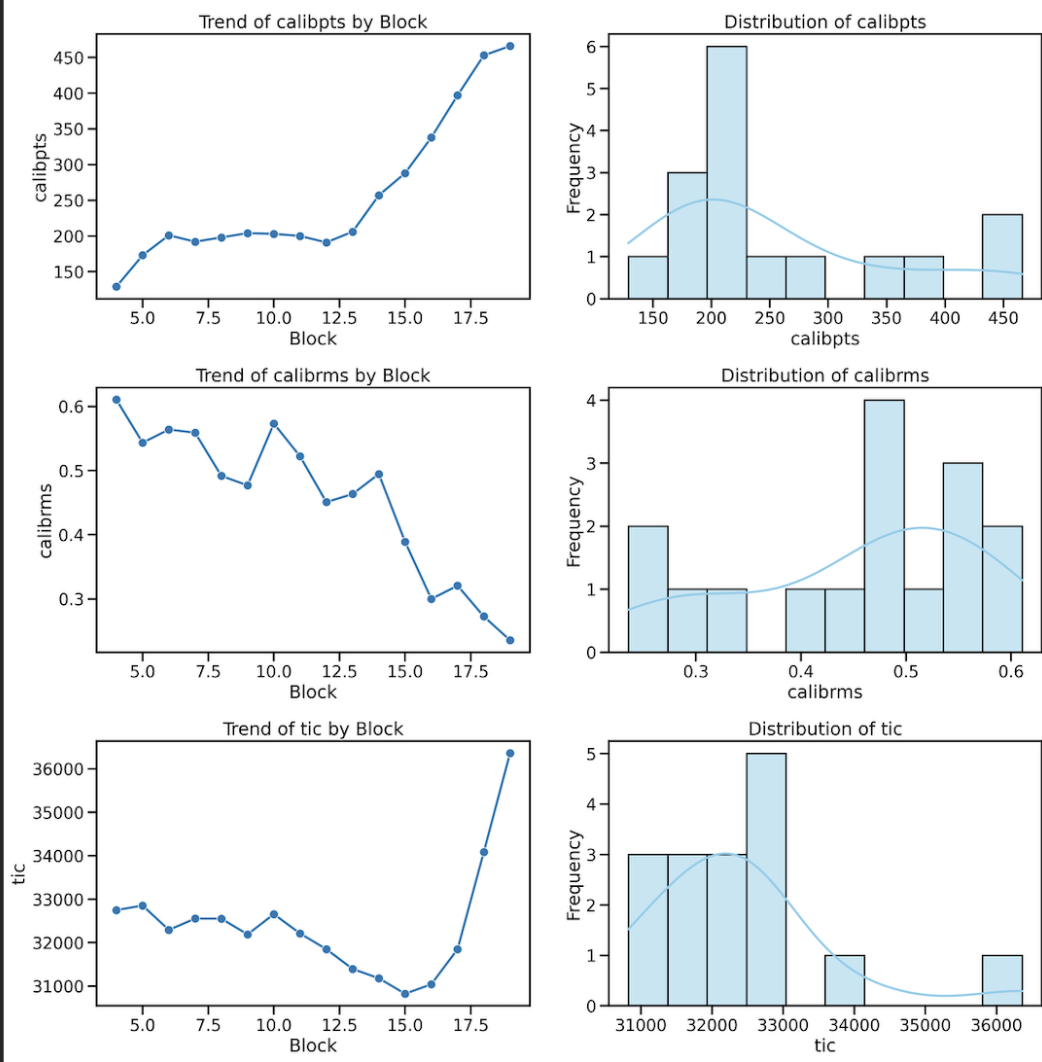 Trend of calibpts by Block
calibpts
450
400
350
300
250
200
150
5.0 7.5 10.0 12.5 15.0 17.5
Block
Distribution of calibpts
Frequency
6
5
4
3
2
1
0
150 200 250 300 350 400 450
calibpts
Trend of calibrms by Block
calibrms
0.6
0.5
0.4
0.3
5.0 7.5 10.0 12.5 15.0 17.5
Block
Distribution of calibrms
Frequency
4
3
2
1
0
0.3 0.4 0.5 0.6
calibrms
Trend of tic by Block
tic
36000
35000
34000
33000
32000
31000
5.0 7.5 10.0 12.5 15.0 17.5
Block
Distribution of tic
Frequency
5
4
3
2
1
0
31000 32000 33000 34000 35000 36000
tic